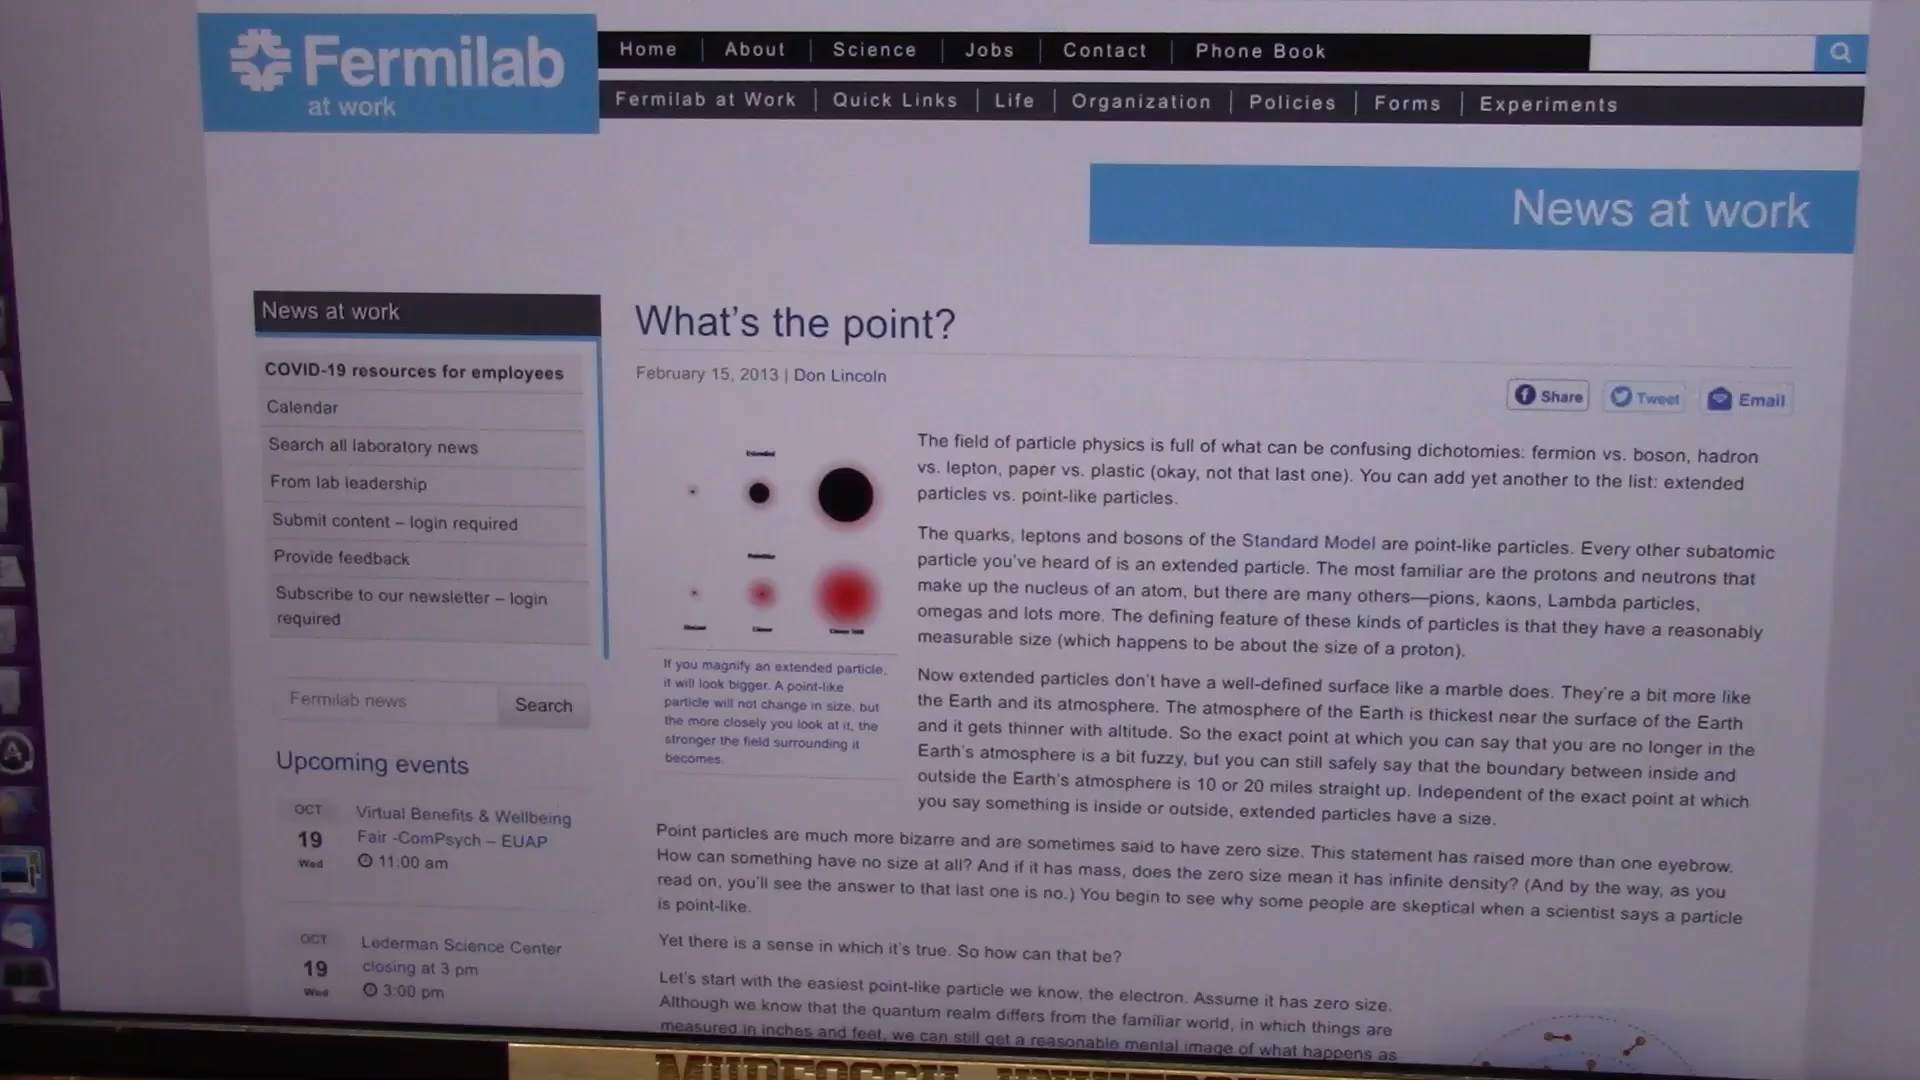 Fermilab
at work
Home
About
Science
Jobs
Contact
Phone Book
Fermilab at Work
Quick Links
Life
Organization
Policies
Forms
Experiments
News at work
News at work
COVID-19 resources for employees
Calendar
Search all laboratory news
From lab leadership
Submit content – login required
Provide feedback
Subscribe to our newsletter – login
required
Fermilab news
Search
Upcoming events
OCT
19
Wed
Virtual Benefits & Wellbeing
Fair -ComPsych – EUAP
11:00 am
OCT
19
Wed
Lederman Science Center
closing at 3 pm
3:00 pm
What's the point?
February 15, 2013 | Don Lincoln
Share
Tweet
Email
Extended
Pointlike
Closer
If you magnify an extended particle,
it will look bigger. A point-like
particle will not change in size, but
the more closely you look at it, the
stronger the field surrounding it
becomes.
The field of particle physics is full of what can be confusing dichotomies: fermion vs. boson, hadron
vs. lepton, paper vs. plastic (okay, not that last one). You can add yet another to the list: extended
particles vs. point-like particles.
The quarks, leptons and bosons of the Standard Model are point-like particles. Every other subatomic
particle you've heard of is an extended particle. The most familiar are the protons and neutrons that
make up the nucleus of an atom, but there are many others—pions, kaons, Lambda particles,
omegas and lots more. The defining feature of these kinds of particles is that they have a reasonably
measurable size (which happens to be about the size of a proton).
Now extended particles don't have a well-defined surface like a marble does. They're a bit more like
the Earth and its atmosphere. The atmosphere of the Earth is thickest near the surface of the Earth
and it gets thinner with altitude. So the exact point at which you can say that you are no longer in the
Earth's atmosphere is a bit fuzzy, but you can still safely say that the boundary between inside and
outside the Earth's atmosphere is 10 or 20 miles straight up. Independent of the exact point at which
you say something is inside or outside, extended particles have a size.
Point particles are much more bizarre and are sometimes said to have zero size. This statement has raised more than one eyebrow.
How can something have no size at all? And if it has mass, does the zero size mean it has infinite density? (And by the way, as you
read on, you'll see the answer to that last one is no.) You begin to see why some people are skeptical when a scientist says a particle
is point-like.
Yet there is a sense in which it's true. So how can that be?
Let's start with the easiest point-like particle we know, the electron. Assume it has zero size.
Although we know that the quantum realm differs from the familiar world, in which things are
measured in inches and feet, we can still get a reasonable mental image of what happens as